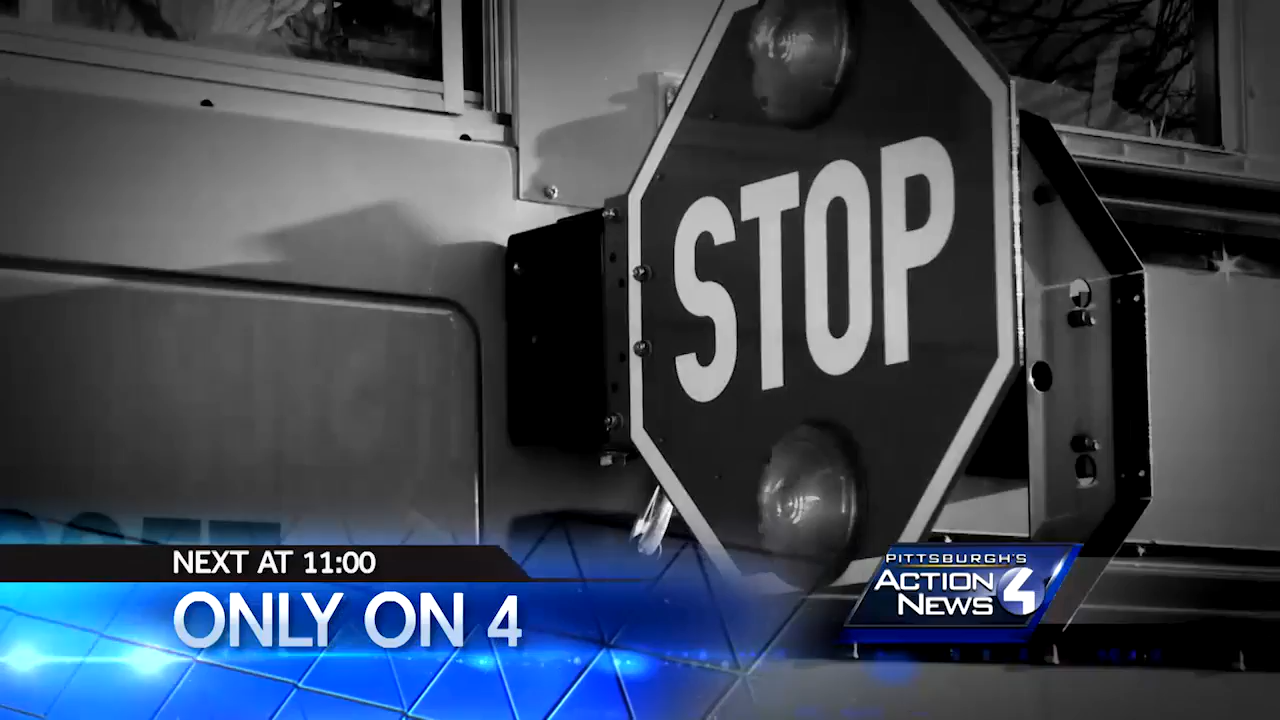 STOP
NEXT AT 11:00
ONLY ON 4
PITTSBURGH'S
ACTION 4
NEWS